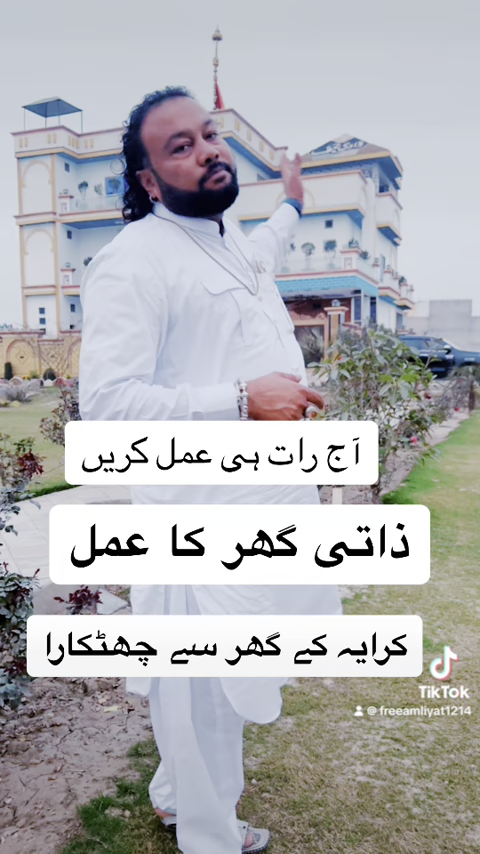 آج رات ہی عمل کریں
ذاتی گھر کا عمل
کرایہ کے گھر سے چھٹکارا
TikTok
@freeamliyat1214